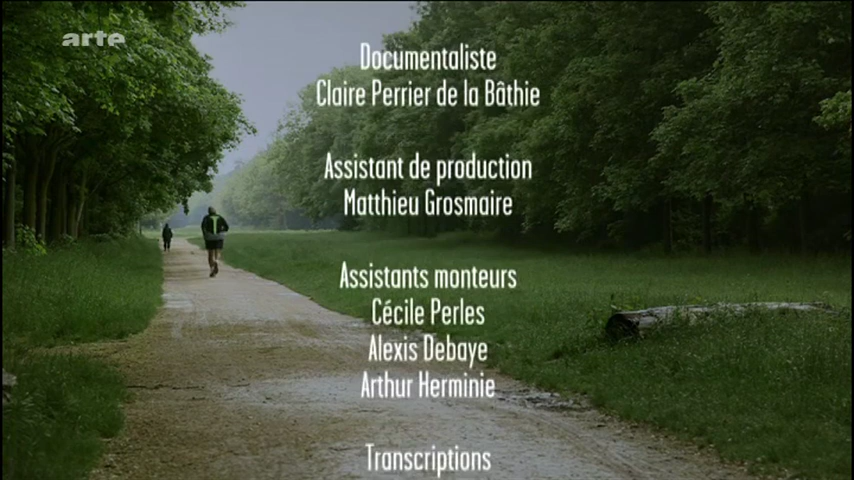 arte
Documentaliste
Claire Perrier de la Bâthie
Assistant de production
Matthieu Grosmaire
Assistants monteurs
Cécile Perles
Alexis Debaye
Arthur Herminie
Transcriptions